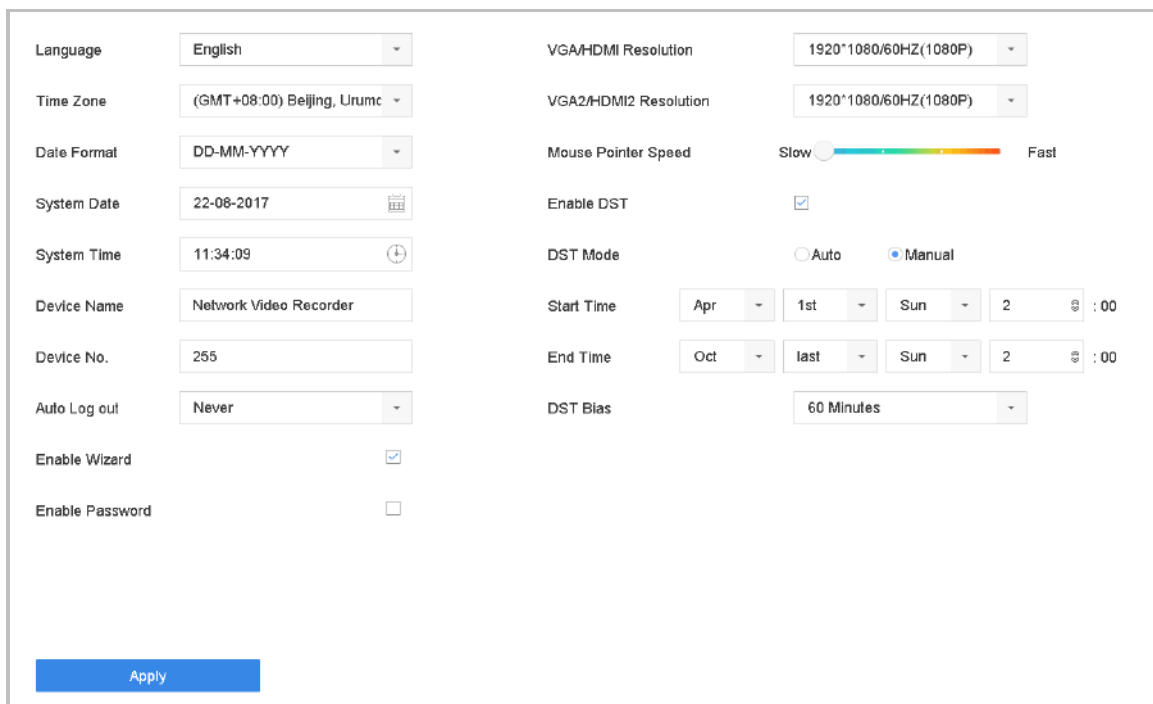 Language English
Time Zone (GMT+08:00) Beijing, Urumc
Date Format DD-MM-YYYY
System Date 22-08-2017
System Time 11:34:09
Device Name Network Video Recorder
Device No. 255
Auto Log out Never
Enable Wizard
Enable Password
VGA/HDMI Resolution 1920*1080/60HZ(1080P)
VGA2/HDMI2 Resolution 1920*1080/60HZ(1080P)
Mouse Pointer Speed Slow Fast
Enable DST
DST Mode Auto Manual
Start Time Apr 1st Sun 2 : 00
End Time Oct last Sun 2 : 00
DST Bias 60 Minutes
Apply